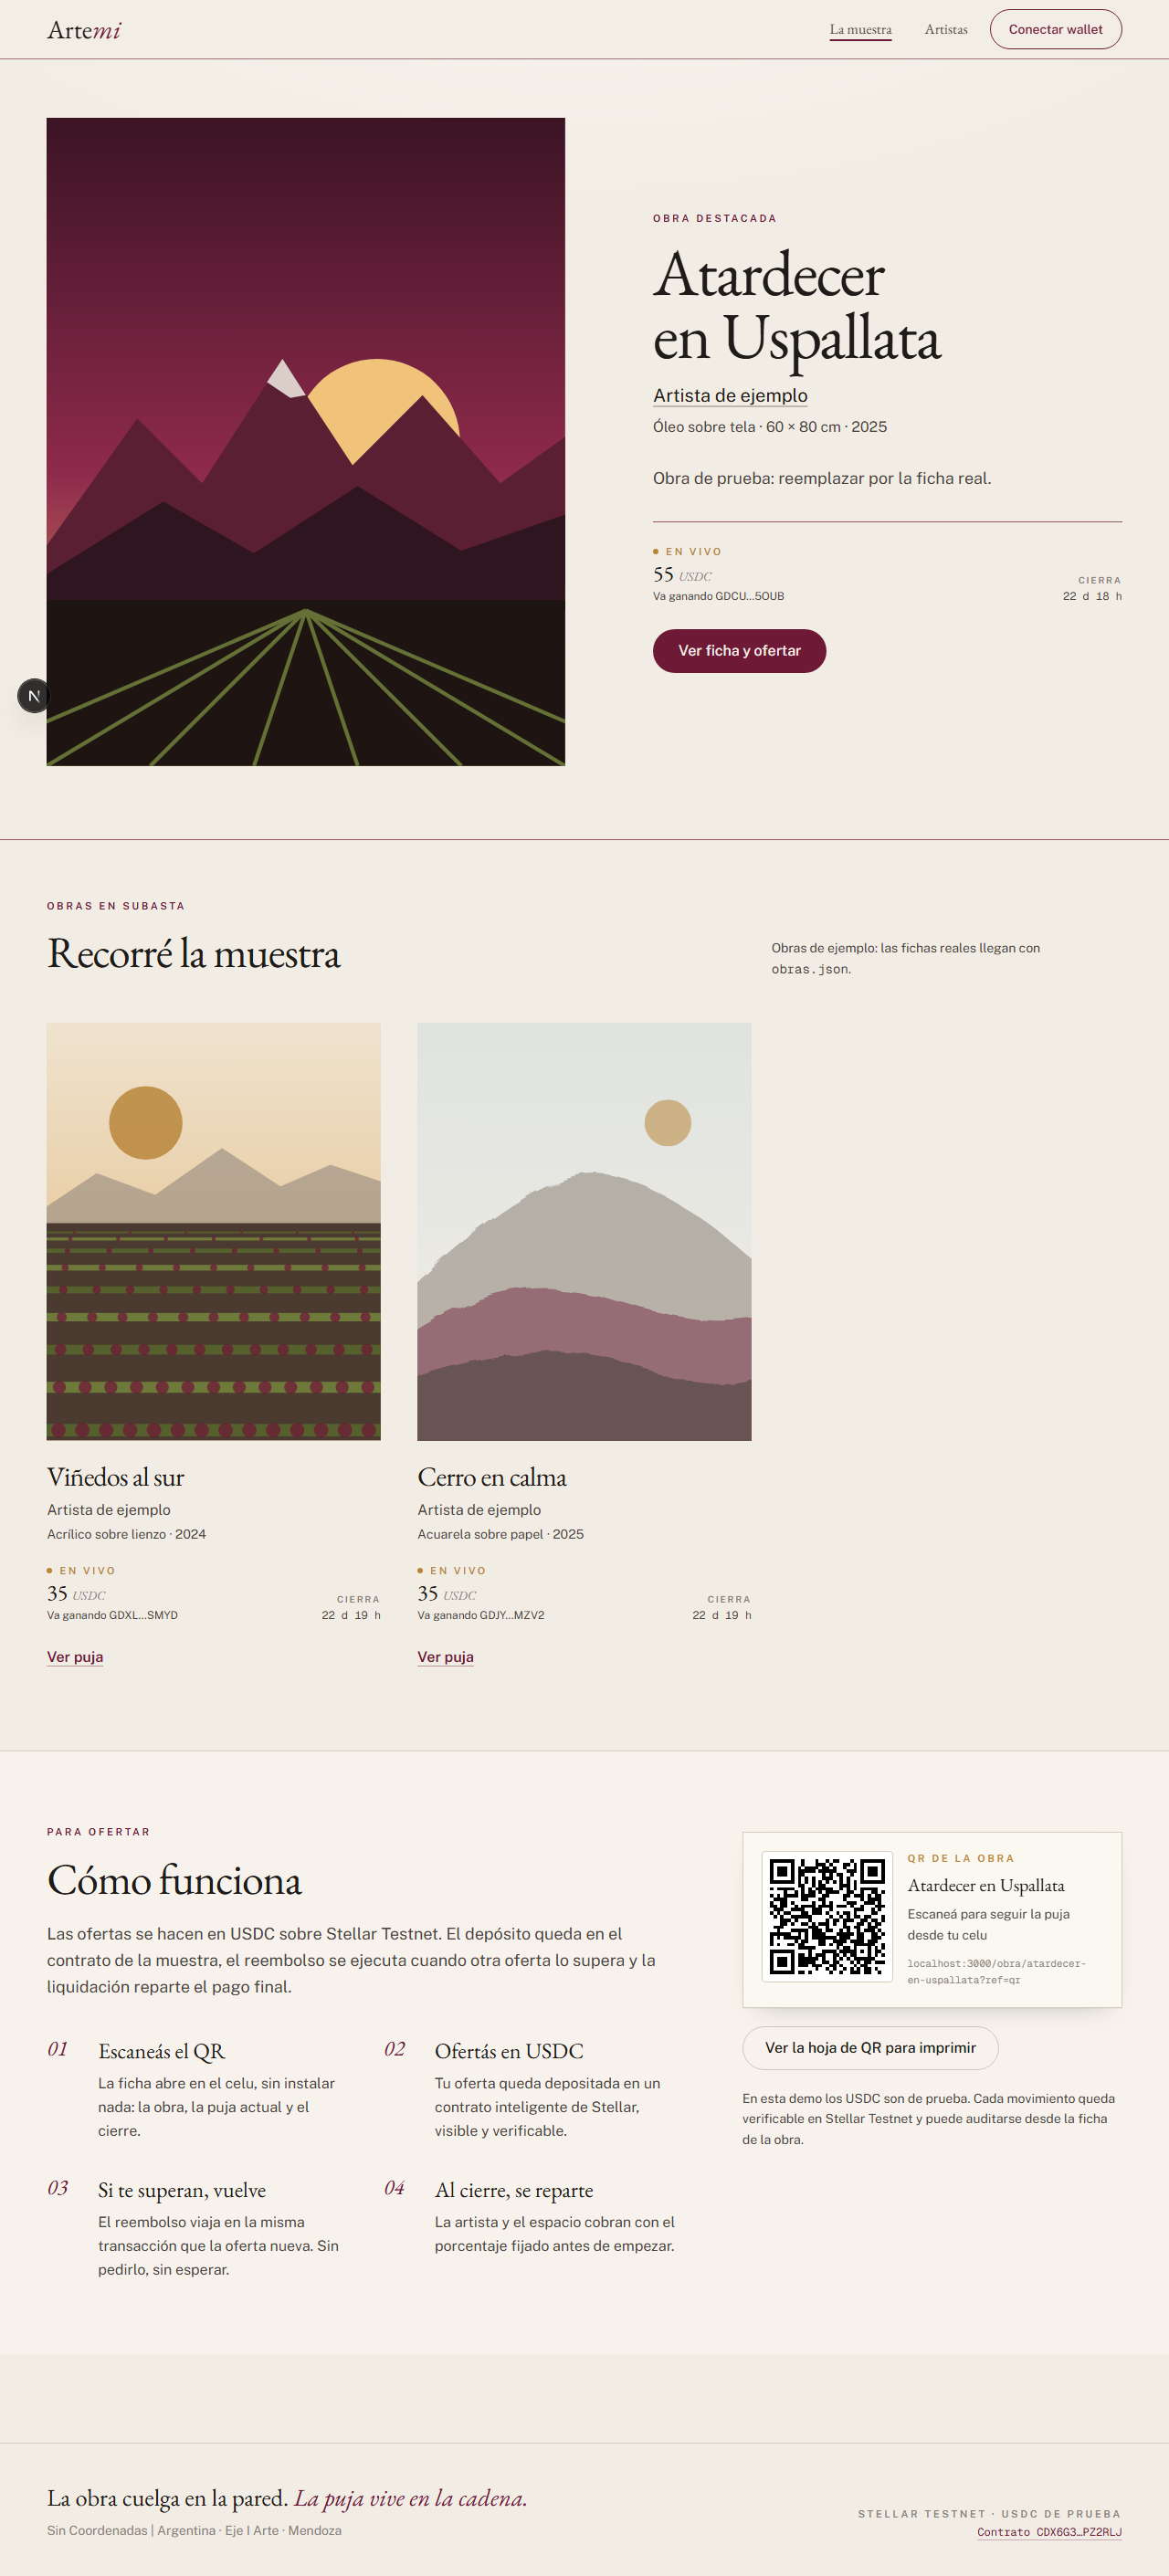 Artemi
La muestra
Artistas
Conectar wallet
OBRA DESTACADA
Atardecer
en Uspallata
Artista de ejemplo
Óleo sobre tela · 60 × 80 cm · 2025
Obra de prueba: reemplazar por la ficha real.
EN VIVO
55 USDC
Va ganando GDCU...5OUB
CIERRA
22 d 18 h
Ver ficha y ofertar
N
OBRAS EN SUBASTA
Recorré la muestra
Obras de ejemplo: las fichas reales llegan con
obras.json.
Viñedos al sur
Artista de ejemplo
Acrílico sobre lienzo · 2024
EN VIVO
35 USDC
Va ganando GDXL...SMYD
CIERRA
22 d 19 h
Ver puja
Cerro en calma
Artista de ejemplo
Acuarela sobre papel · 2025
EN VIVO
35 USDC
Va ganando GDJY...MZV2
CIERRA
22 d 19 h
Ver puja
PARA OFERTAR
Cómo funciona
Las ofertas se hacen en USDC sobre Stellar Testnet. El depósito queda en el
contrato de la muestra, el reembolso se ejecuta cuando otra oferta lo supera y la
liquidación reparte el pago final.
01
Escaneás el QR
La ficha abre en el celu, sin instalar
nada: la obra, la puja actual y el
cierre.
02
Ofertás en USDC
Tu oferta queda depositada en un
contrato inteligente de Stellar,
visible y verificable.
03
Si te superan, vuelve
El reembolso viaja en la misma
transacción que la oferta nueva. Sin
pedirlo, sin esperar.
04
Al cierre, se reparte
La artista y el espacio cobran con el
porcentaje fijado antes de empezar.
QR DE LA OBRA
Atardecer en Uspallata
Escaneá para seguir la puja
desde tu celu
localhost:3000/obra/atardecer-
en-uspallata?ref=qr
Ver la hoja de QR para imprimir
En esta demo los USDC son de prueba. Cada movimiento queda
verificable en Stellar Testnet y puede auditarse desde la ficha
de la obra.
La obra cuelga en la pared. La puja vive en la cadena.
Sin Coordenadas | Argentina · Eje I Arte · Mendoza
STELLAR TESTNET · USDC DE PRUEBA
Contrato CDX6G3…PZ2RLJ